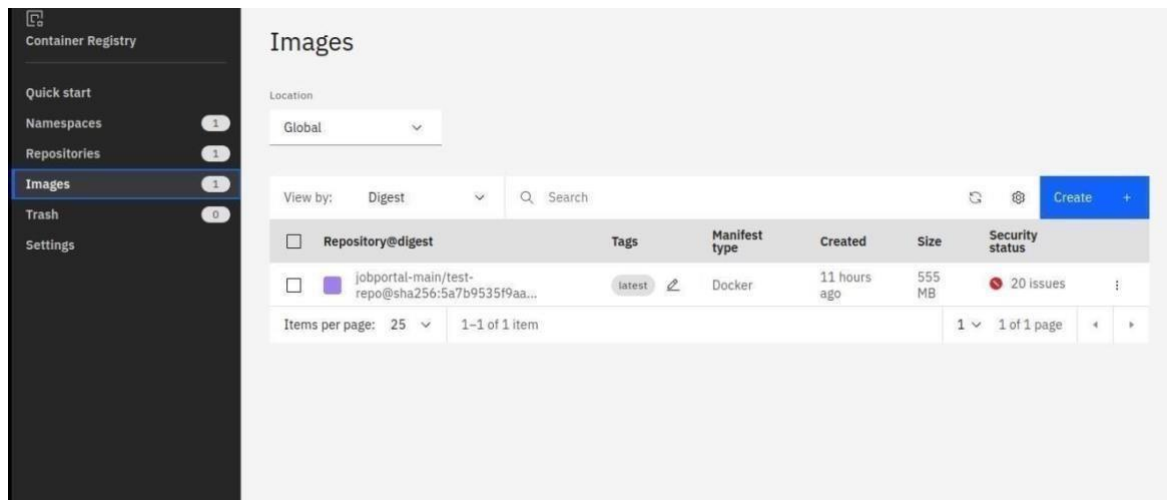 Container Registry
Quick start
Namespaces 1
Repositories 1
Images 1
Trash 0
Settings
Images
Location
Global
View by: Digest Search Create +
Repository@digest Tags Manifest type Created Size Security status
jobportal-main/test-
repo@sha256:5a7b9535f9aa... latest Docker 11 hours ago 555 MB 20 issues
Items per page: 25 1–1 of 1 item 1 1 of 1 page